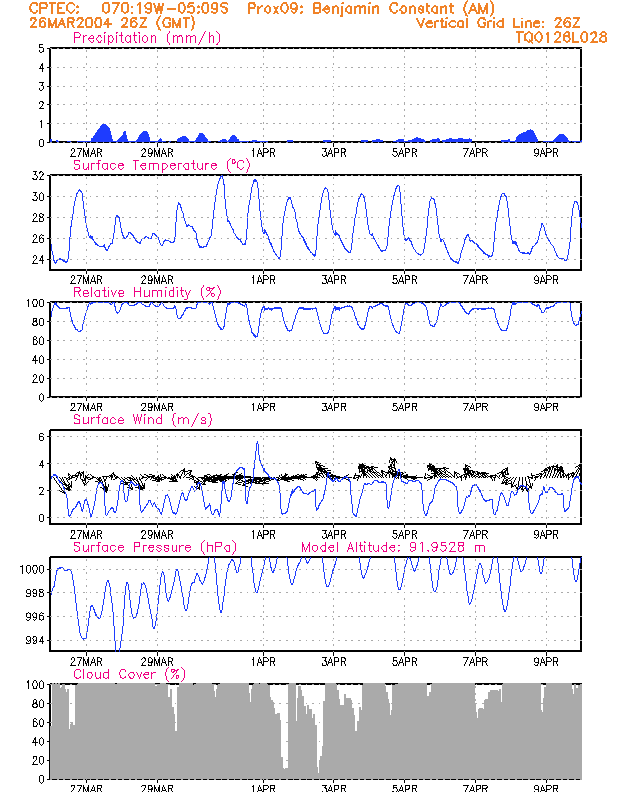 CPTEC: 070:19W-05:09S Prox09: Benjamin Constant (AM)
26MAR2004 26Z (GMT) Vertical Grid Line: 26Z
Precipitation (mm/h) TQ0126L028
5
4
3
2
1
0
27MAR 29MAR 1APR 3APR 5APR 7APR 9APR
Surface Temperature (ºC)
32
30
28
26
24
27MAR 29MAR 1APR 3APR 5APR 7APR 9APR
Relative Humidity (%)
100
80
60
40
20
0
27MAR 29MAR 1APR 3APR 5APR 7APR 9APR
Surface Wind (m/s)
6
4
2
0
27MAR 29MAR 1APR 3APR 5APR 7APR 9APR
Surface Pressure (hPa) Model Altitude: 91.9528 m
1000
998
996
994
27MAR 29MAR 1APR 3APR 5APR 7APR 9APR
Cloud Cover (%)
100
80
60
40
20
0
27MAR 29MAR 1APR 3APR 5APR 7APR 9APR